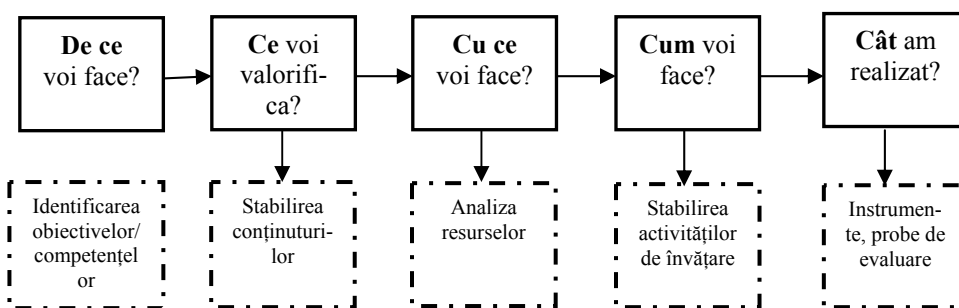 De ce
voi face?
Ce voi
valorifi-
ca?
Cu ce
voi face?
Cum voi
face?
Cât am
realizat?
Identificarea
obiectivelor/
competențel
or
Stabilirea
conținuturi-
lor
Analiza
resurselor
Stabilirea
activităților
de învățare
Instrumen-
te, probe de
evaluare